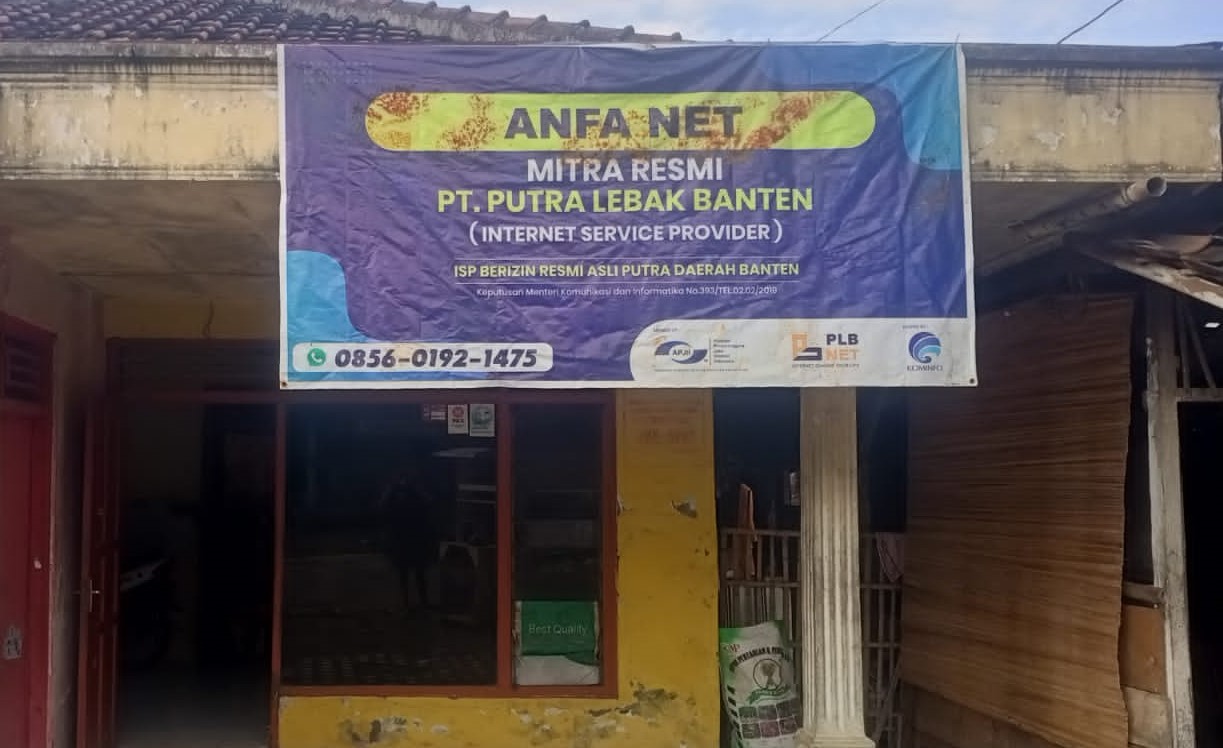 ANFA NET
MITRA RESMI
PT. PUTRA LEBAK BANTEN
(INTERNET SERVICE PROVIDER)
ISP BERIZIN RESMI ASLI PUTRA DAERAH BANTEN
Keputusan Menteri Komunikasi dan Informatika No.393/TEL.02.02/2019
0856-0192-1475
APJII
PLB
NET
KOMINFO
Best Quality